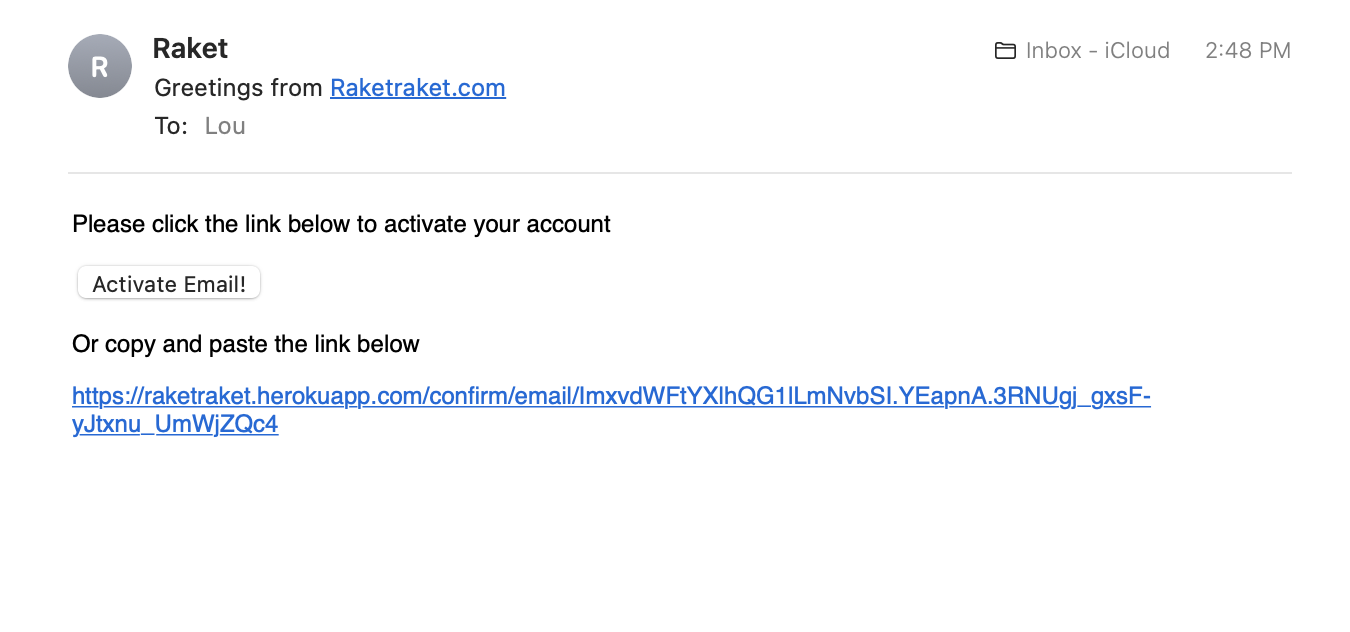 R
Raket
Inbox - iCloud 2:48 PM
Greetings from Raketraket.com
To: Lou
Please click the link below to activate your account
Activate Email!
Or copy and paste the link below
https://raketraket.herokuapp.com/confirm/email/ImxvdWFtYXlhQG1lLmNvbSI.YEapnA.3RNUgj_gxsF-
yJtxnu_UmWjZQc4